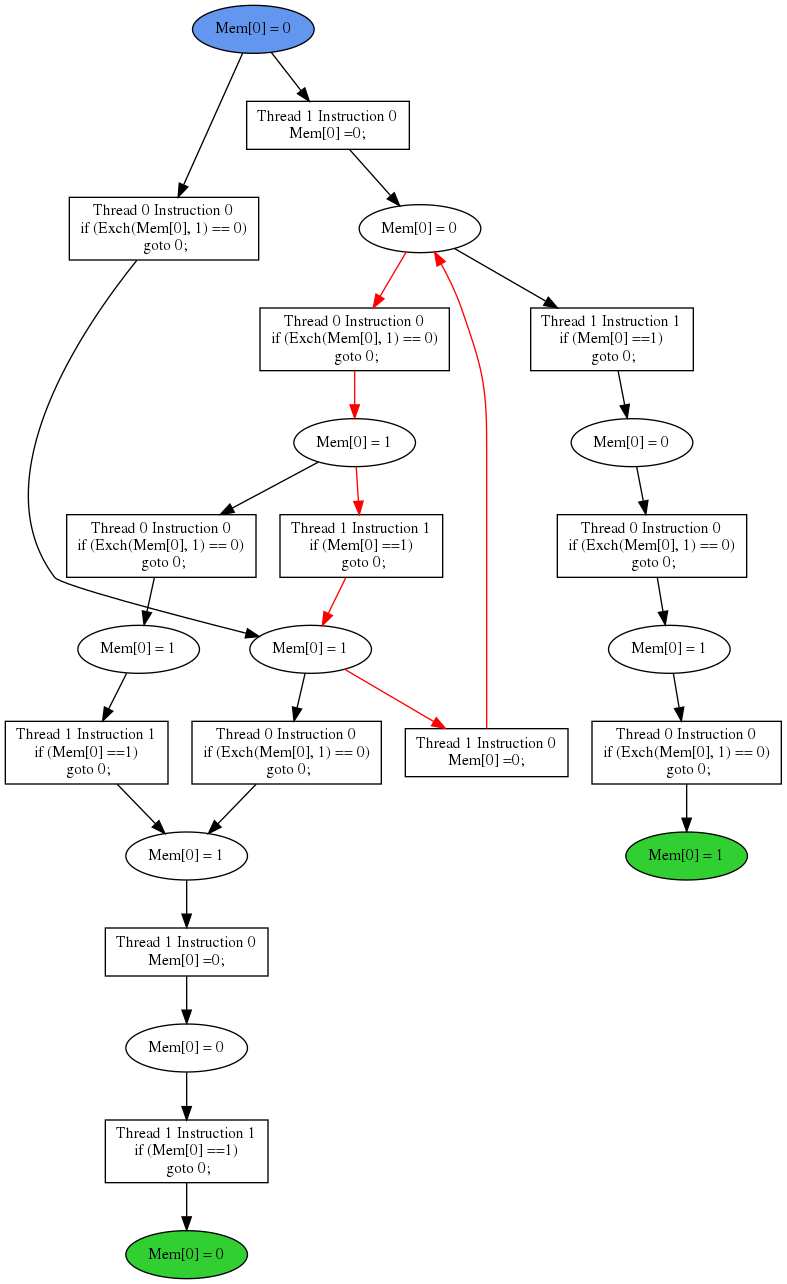 Mem[0] = 0
Thread 1 Instruction 0
Mem[0] =0;
Thread 0 Instruction 0
if (Exch(Mem[0], 1) == 0)
goto 0;
Mem[0] = 0
Thread 0 Instruction 0
if (Exch(Mem[0], 1) == 0)
goto 0;
Thread 1 Instruction 1
if (Mem[0] ==1)
goto 0;
Mem[0] = 1
Mem[0] = 0
Thread 0 Instruction 0
if (Exch(Mem[0], 1) == 0)
goto 0;
Thread 1 Instruction 1
if (Mem[0] ==1)
goto 0;
Thread 0 Instruction 0
if (Exch(Mem[0], 1) == 0)
goto 0;
Mem[0] = 1
Mem[0] = 1
Mem[0] = 1
Thread 1 Instruction 1
if (Mem[0] ==1)
goto 0;
Thread 0 Instruction 0
if (Exch(Mem[0], 1) == 0)
goto 0;
Thread 1 Instruction 0
Mem[0] =0;
Thread 0 Instruction 0
if (Exch(Mem[0], 1) == 0)
goto 0;
Mem[0] = 1
Mem[0] = 1
Thread 1 Instruction 0
Mem[0] =0;
Mem[0] = 0
Thread 1 Instruction 1
if (Mem[0] ==1)
goto 0;
Mem[0] = 0